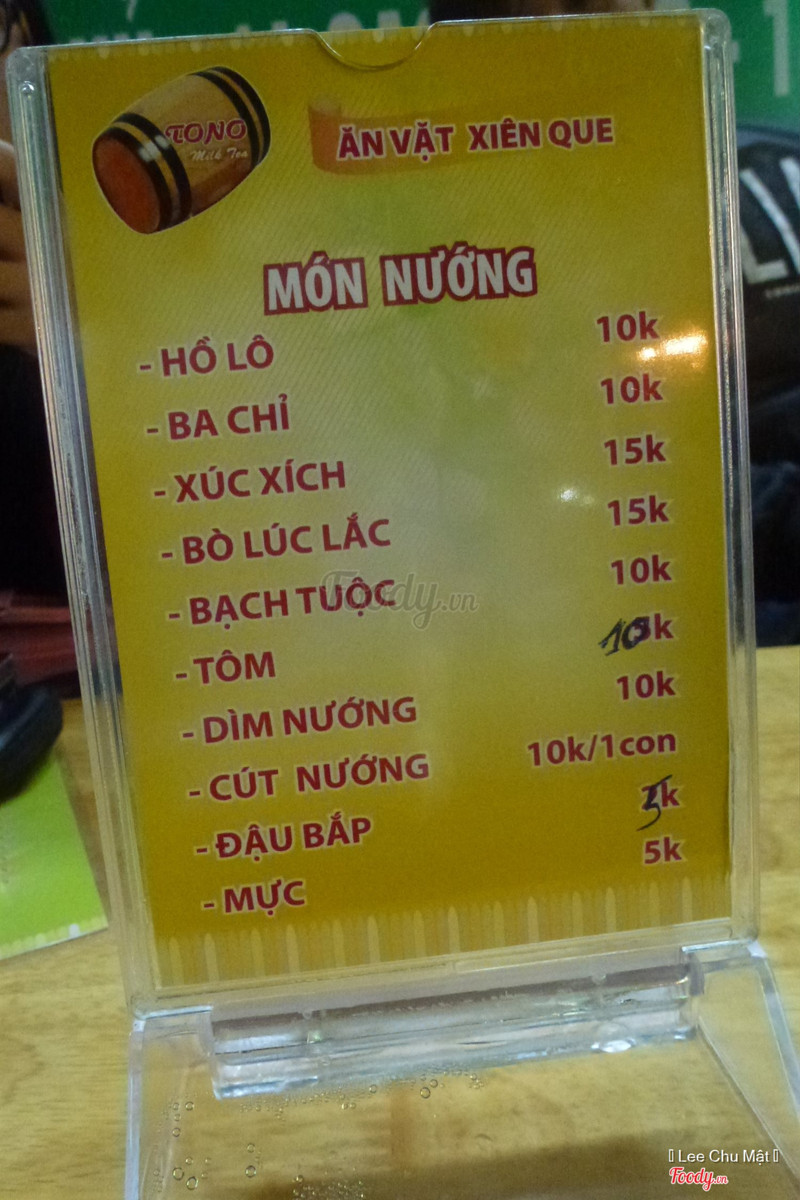 TONO
Milk Tea
ĂN VẶT XIÊN QUE
MÓN NƯỚNG
- HỒ LÔ 10k
- BA CHỈ 10k
- XÚC XÍCH 15k
- BÒ LÚC LẮC 15k
- BẠCH TUỘC 10k
- TÔM 10k
- DÌM NƯỚNG 10k
- CÚT NƯỚNG 10k/1con
- ĐẬU BẮP 5k
- MỰC 5k
Foody.vn
Lee Chu Mật
Foody.vn